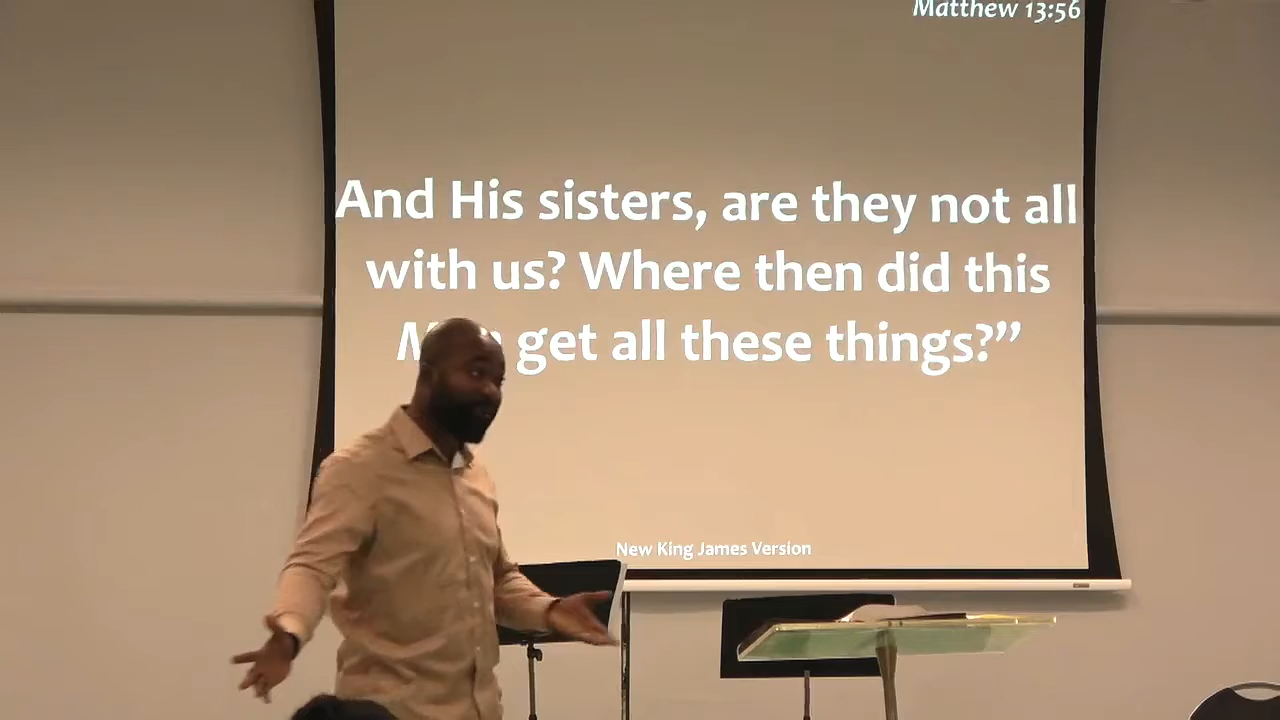 Matthew 13:56
And His sisters, are they not all
with us? Where then did this
get all these things?”
New King James Version